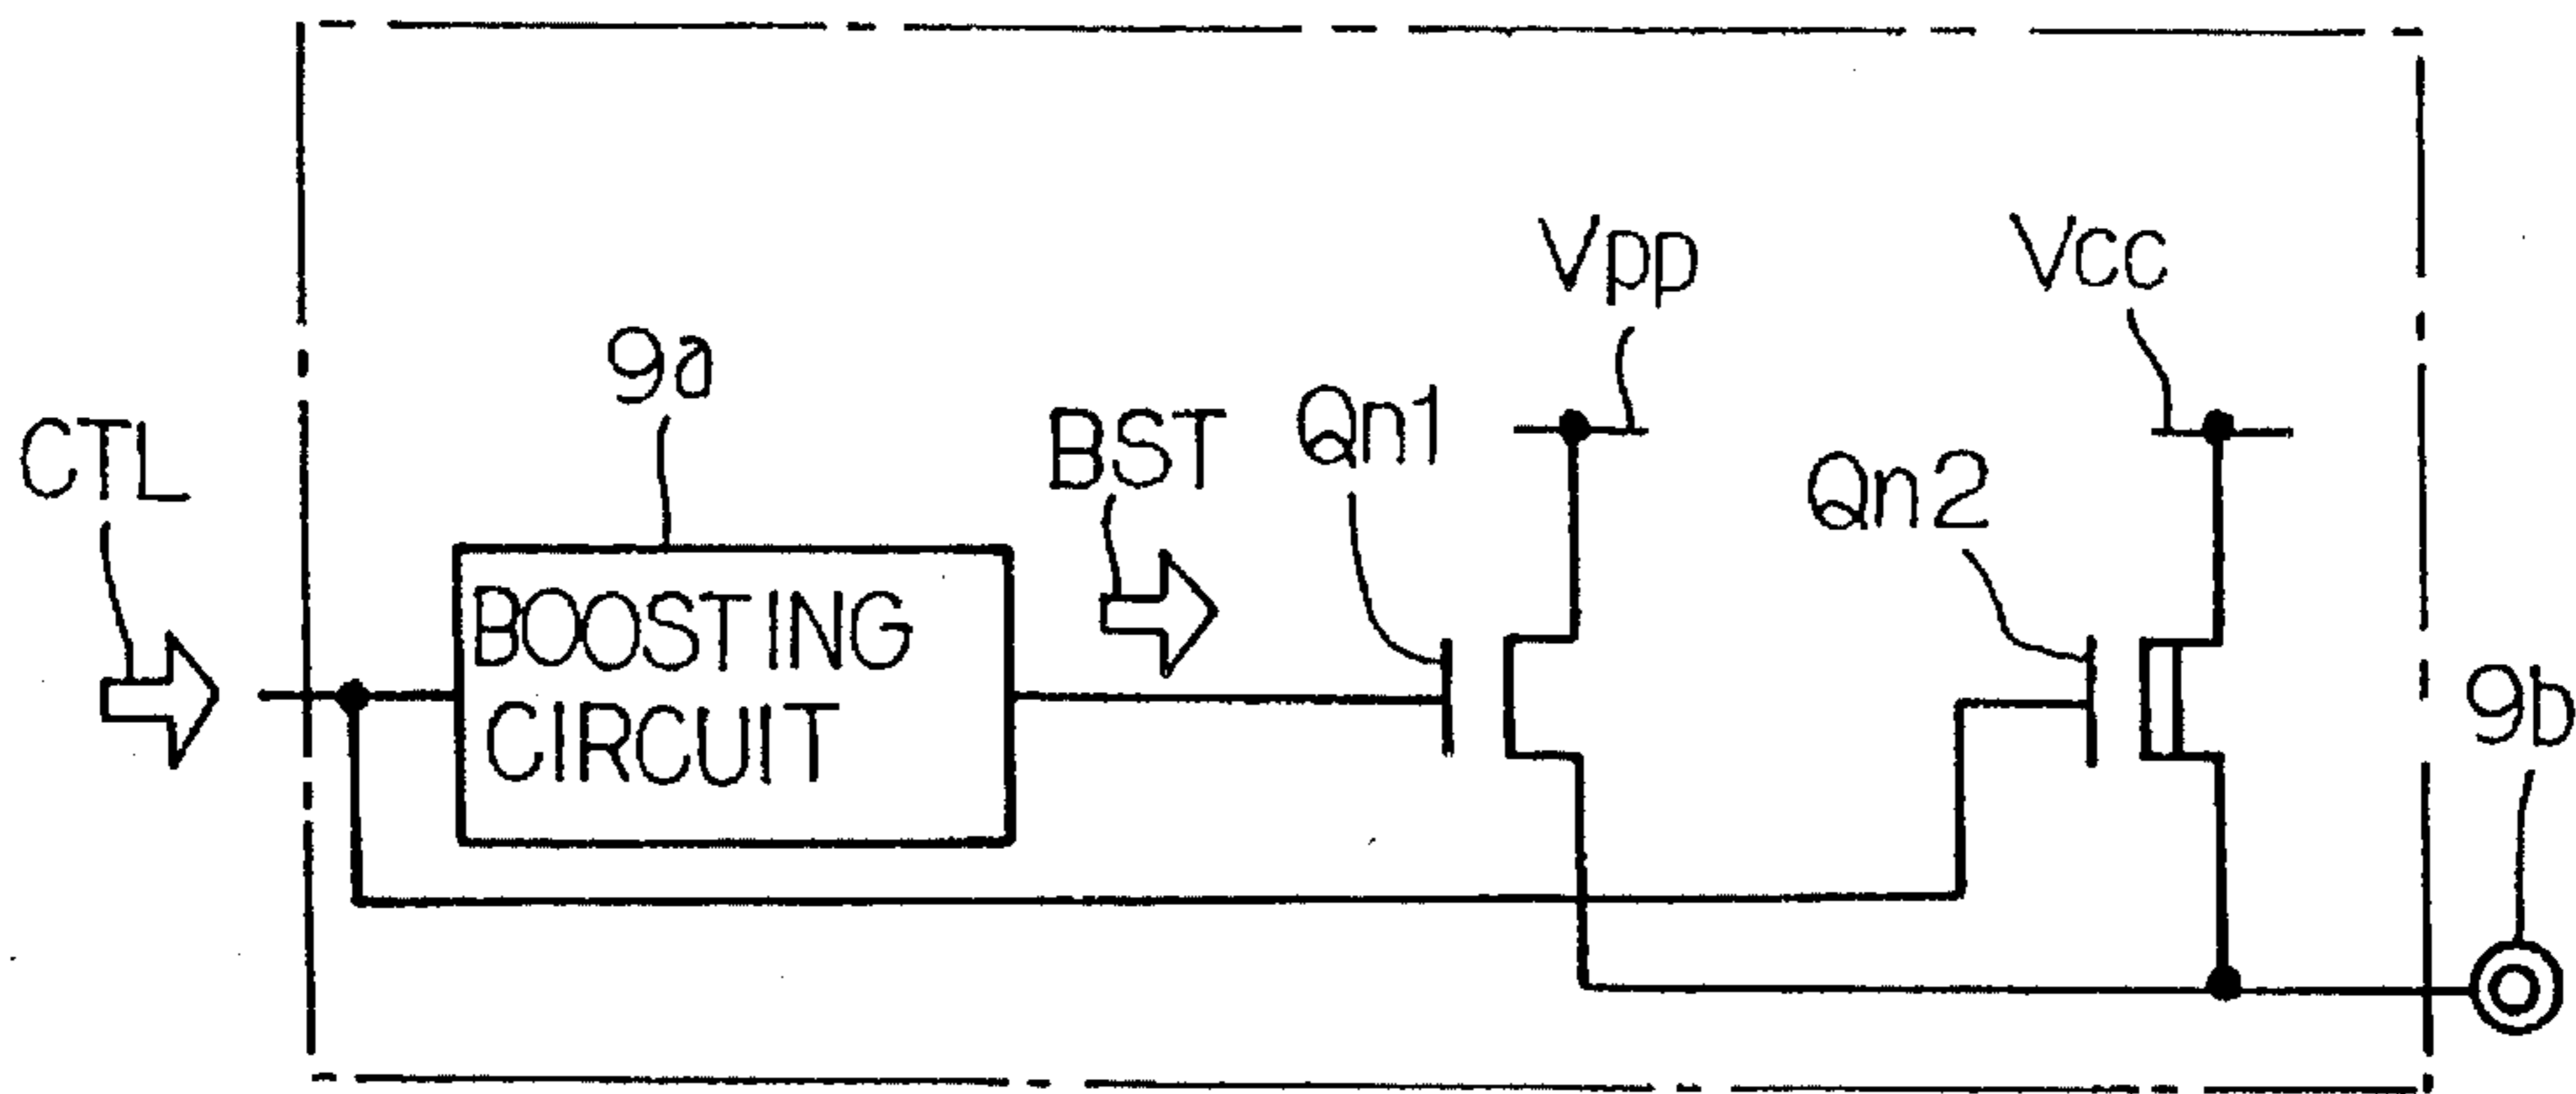 Vpp
Vcc
9a
CTL
BST
Qn1
Qn2
BOOSTING
CIRCUIT
9b